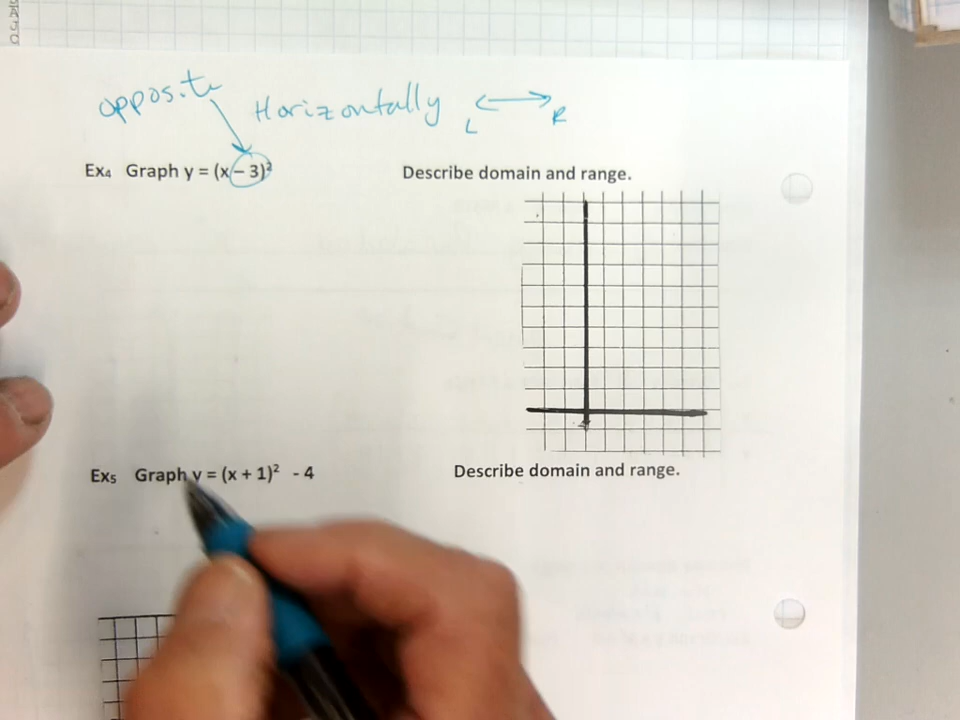 opposite
Horizontally L R
Ex4 Graph y = (x - 3)² Describe domain and range.
Ex5 Graph y = (x + 1)² - 4 Describe domain and range.